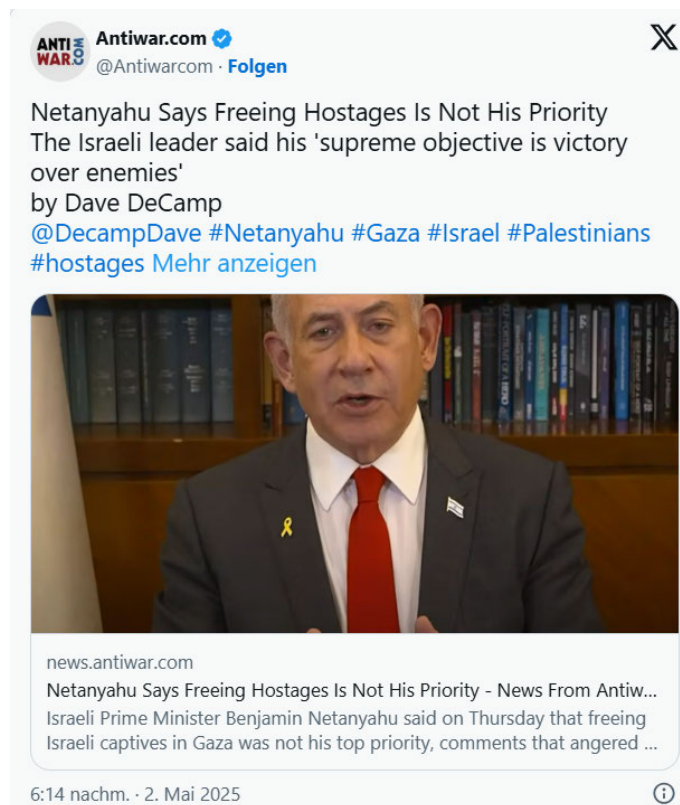 ANTI WAR.COM
Antiwar.com
@Antiwarcom · Folgen
Netanyahu Says Freeing Hostages Is Not His Priority
The Israeli leader said his 'supreme objective is victory
over enemies'
by Dave DeCamp
@DecampDave #Netanyahu #Gaza #Israel #Palestinians
#hostages Mehr anzeigen
news.antiwar.com
Netanyahu Says Freeing Hostages Is Not His Priority - News From Antiw...
Israeli Prime Minister Benjamin Netanyahu said on Thursday that freeing
Israeli captives in Gaza was not his top priority, comments that angered ...
6:14 nachm. · 2. Mai 2025